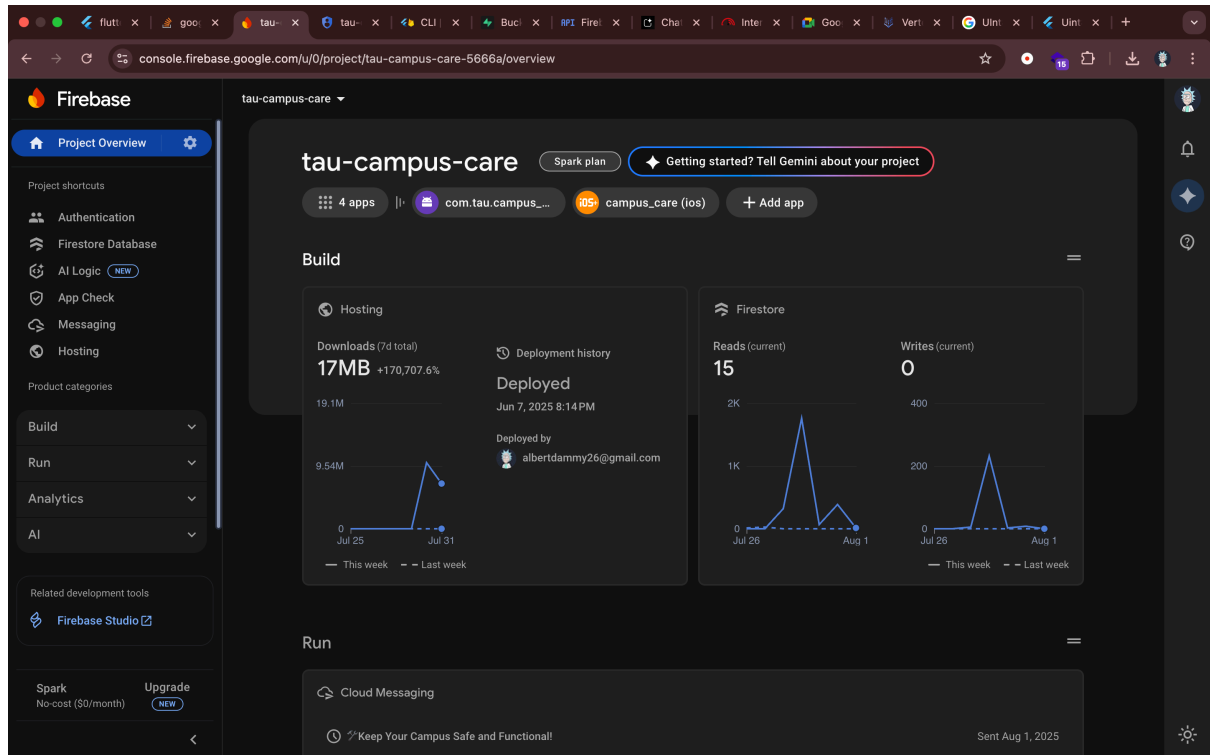 flutt
goog
tau-
tau-
CLI |
Buck
API Fireb
Chat
Inter
Goo
Verte
UInt
Uint
console.firebase.google.com/u/0/project/tau-campus-care-5666a/overview
15
Firebase
tau-campus-care
Project Overview
Project shortcuts
Authentication
Firestore Database
AI Logic NEW
App Check
Messaging
Hosting
Product categories
Build
Run
Analytics
AI
Related development tools
Firebase Studio
Spark Upgrade
No-cost ($0/month) NEW
tau-campus-care Spark plan Getting started? Tell Gemini about your project
4 apps com.tau.campus_... iOS+ campus_care (ios) + Add app
Build
Hosting
Downloads (7d total)
17MB +170,707.6%
19.1M
9.54M
0
Jul 25 Jul 31
This week Last week
Deployment history
Deployed
Jun 7, 2025 8:14 PM
Deployed by
albertdammy26@gmail.com
Firestore
Reads (current)
15
2K
1K
0
Jul 26 Aug 1
Writes (current)
0
400
200
0
Jul 26 Aug 1
This week Last week
Run
Cloud Messaging
🛠️Keep Your Campus Safe and Functional! Sent Aug 1, 2025